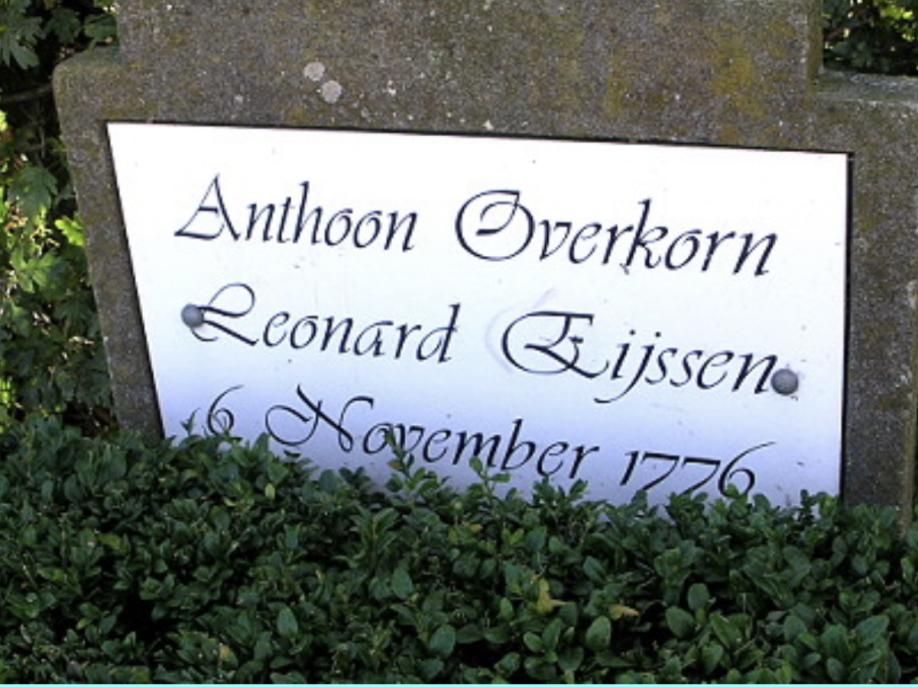 Anthoon Overkorn
Leonard Eijssen
6 November 1776